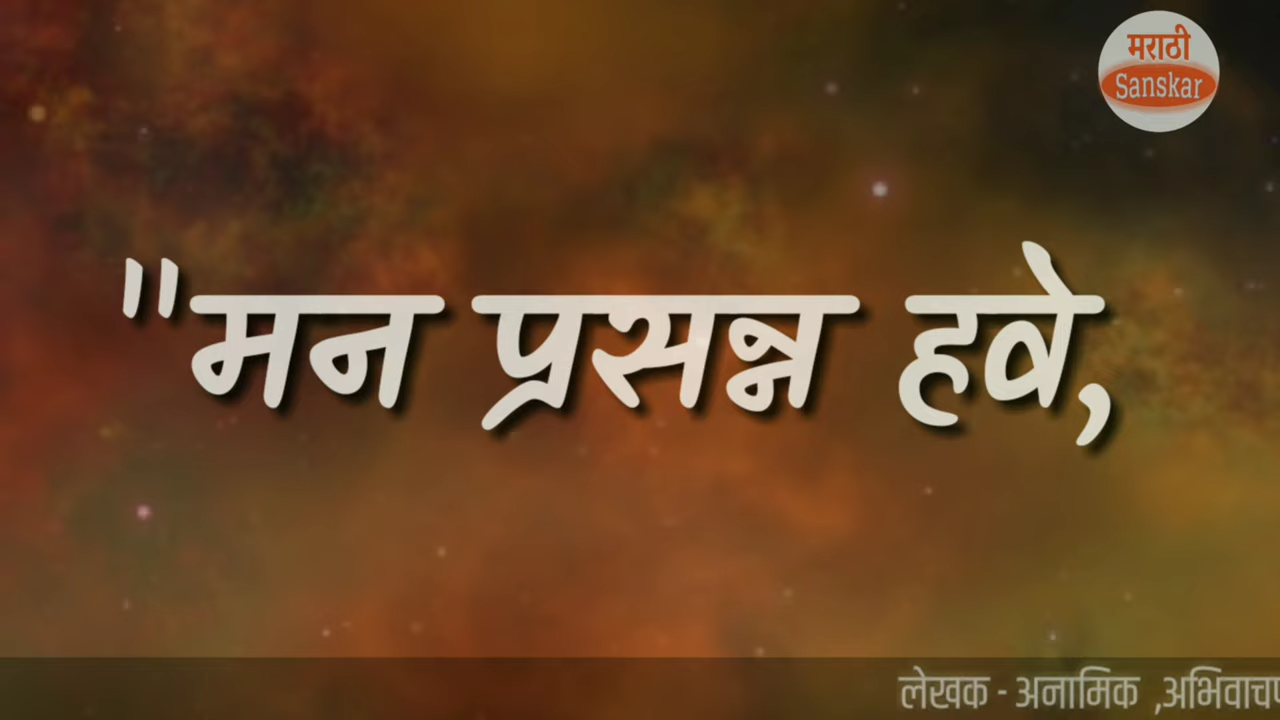 मराठी
Sanskar
"मन प्रसन्न हवे,
लेखक - अनामिक ,